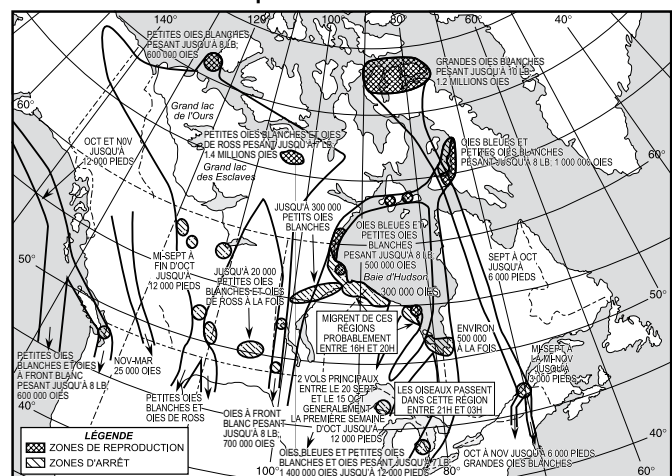 120° 100° 80° 60° 40°
PETITES OIES BLANCHES
PESANT JUSQU'À 8 LB;
600 000 OIES
GRANDES OIES BLANCHES
PESANT JUSQU'À 10 LB;
1.2 MILLIONS OIES
60°
Grand lac
de l'Ours
OCT ET NOV
JUSQU'À
12 000 PIEDS
PETITES OIES BLANCHES ET OIES
DE ROSS PESANT JUSQU'À 7 LB;
1.4 MILLIONS OIES
Grand lac
des Esclaves
OIES BLEUES ET
PETITES OIES BLANCHES
PESANT JUSQU'À 8 LB; 1 000 000 OIES
60°
JUSQU'À 300 000
PETITS OIES
BLANCHES
OIES BLEUES ET
PETITES OIES
BLANCHES
PESANT JUSQU'À 8 LB;
500 000 OIES
Baie d'Hudson
300 000 OIES
50°
50°
MI-SEPT À
FIN D'OCT
JUSQU'À
12 000 PIEDS
JUSQU'À 20 000
PETITES OIES
BLANCHES ET OIES
DE ROSS À LA FOIS
SEPT À OCT
JUSQU'À
6 000 PIEDS
MIGRENT DE CES
RÉGIONS
PROBABLEMENT
ENTRE 16H ET 20H
ENVIRON
500 000
À LA FOIS
MI-SEPT À
LA MI-NOV
JUSQU'À
3 000 PIEDS
PETITES OIES
BLANCHES ET OIES
À FRONT BLANC
PESANT JUSQU'À 8 LB;
600 000 OIES
NOV-MAR
25 000 OIES
PETITES OIES
BLANCHES ET
OIES DE ROSS
OIES À FRONT
BLANC PESANT
JUSQU'À 8 LB;
700 000 OIES
2 VOLS PRINCIPAUX
ENTRE LE 20 SEPT
ET LE 15 OCT
GENERALEMENT
LA PREMIÈRE SEMAINE
D'OCT JUSQU'À
12 000 PIEDS
LES OISEAUX PASSENT
DANS CETTE RÉGION
ENTRE 21H ET 03H
40°
40°
OIES BLEUES ET PETITES OIES
BLANCHES ET OIES PESANT JUSQU'À 7 LB;
1 400 000 OIES JUSQU'À 12 000 PIEDS
OCT À NOV JUSQU'À 6 000 PIEDS
GRANDES OIES BLANCHES
LÉGENDE
ZONES DE REPRODUCTION
ZONES D'ARRÊT
100° 80° 60°